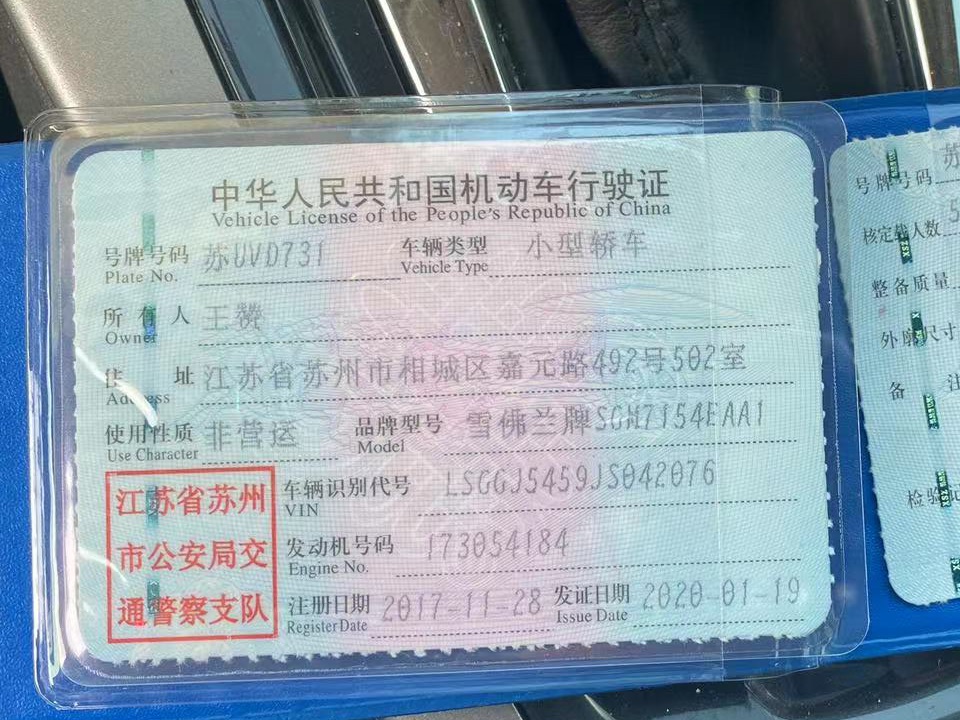 中华人民共和国机动车行驶证
Vehicle License of the People's Republic of China
号牌号码 苏UVD731 车辆类型 小型轿车
Plate No. Vehicle Type
所有人 王赞
Owner
住址 江苏省苏州市相城区嘉元路492号502室
Address
使用性质 非营运 品牌型号 雪佛兰牌SGM7154EAA1
Use Character Model
江苏省苏州
市公安局交
通警察支队
车辆识别代号 LSGGJ5459JS042076
VIN
发动机号码 173054184
Engine No.
注册日期 2017-11-28 发证日期 2020-01-19
Register Date Issue Date
号牌号码 苏
核定载人数 5
整备质量
外廓尺寸
备 注
检验记